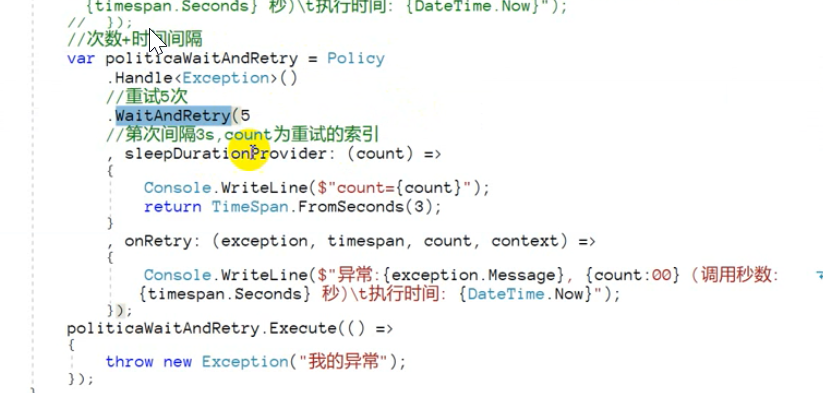 {timespan.Seconds} 秒)\t执行时间: {DateTime.Now}");
// });
//次数+时间间隔
var politicaWaitAndRetry = Policy
.Handle<Exception>()
//重试5次
.WaitAndRetry(5
//第次间隔3s,count为重试的索引
, sleepDurationProvider: (count) =>
{
Console.WriteLine($"count={count}");
return TimeSpan.FromSeconds(3);
}
, onRetry: (exception, timespan, count, context) =>
{
Console.WriteLine($"异常:{exception.Message}, {count:00} (调用秒数:
{timespan.Seconds} 秒)\t执行时间: {DateTime.Now}");
});
politicaWaitAndRetry.Execute(() =>
{
throw new Exception("我的异常");
});